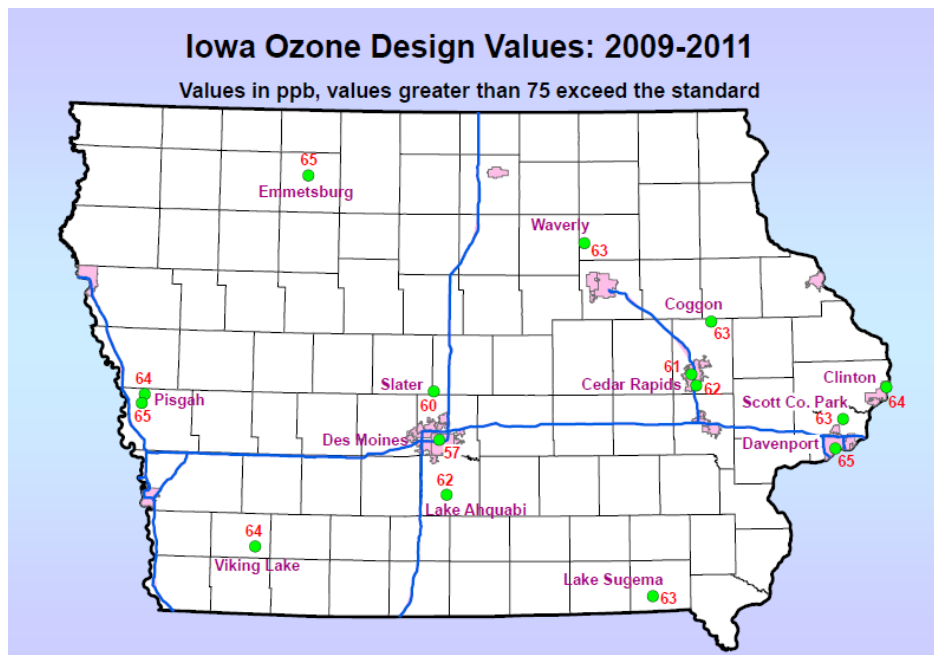 Iowa Ozone Design Values: 2009-2011
Values in ppb, values greater than 75 exceed the standard
65
Emmetsburg
Waverly
63
Coggon
63
61
Cedar Rapids
62
Clinton
64
Scott Co. Park
63
Davenport
65
64
Pisgah
65
Slater
60
Des Moines
57
62
Lake Ahquabi
64
Viking Lake
Lake Sugema
63